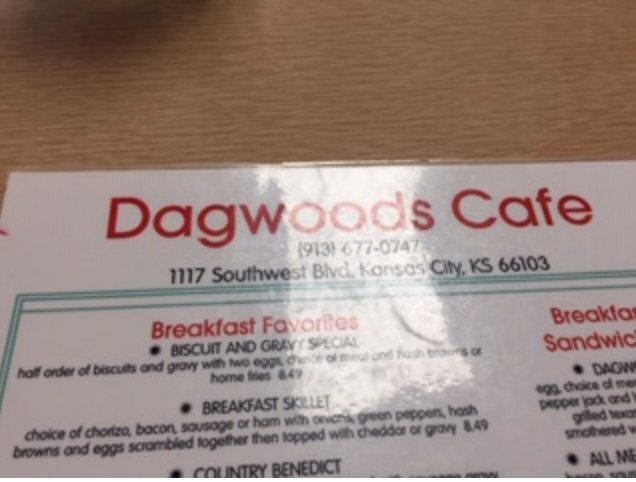 Dagwoods Cafe
(913) 677-0747
1117 Southwest Blvd, Kansas City, KS 66103
Breakfast Favorites
• BISCUIT AND GRAVY SPECIAL
half order of biscuits and gravy with two eggs, choice of meat and hash browns or
home fries 8.49
• BREAKFAST SKILLET
choice of chorizo, bacon, sausage or ham with onions, green peppers, hash
browns and eggs scrambled together then topped with cheddar or gravy 8.49
• COUNTRY BENEDICT
Breakfas
Sandwic
• DAGW
egg, choice of me
pepper jack and
grilled texa
smothered w
• ALL ME